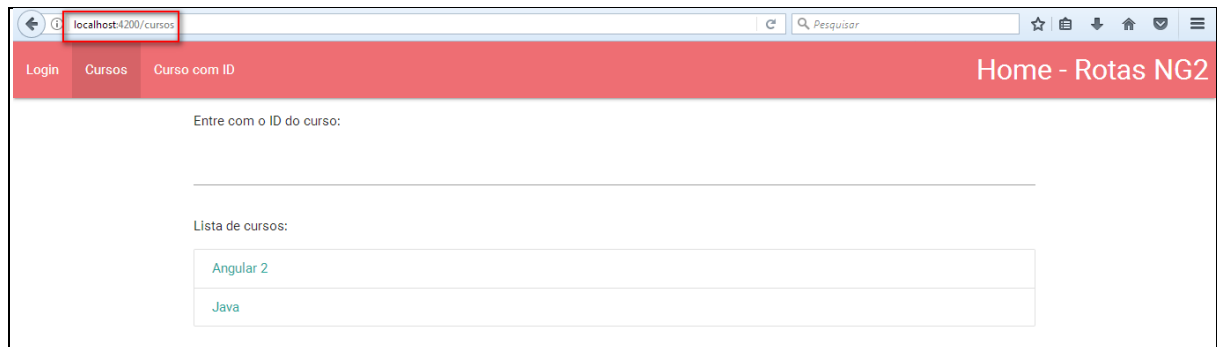 localhost:4200/cursos
Pesquisar
Login Cursos Curso com ID Home - Rotas NG2
Entre com o ID do curso:
Lista de cursos:
Angular 2
Java